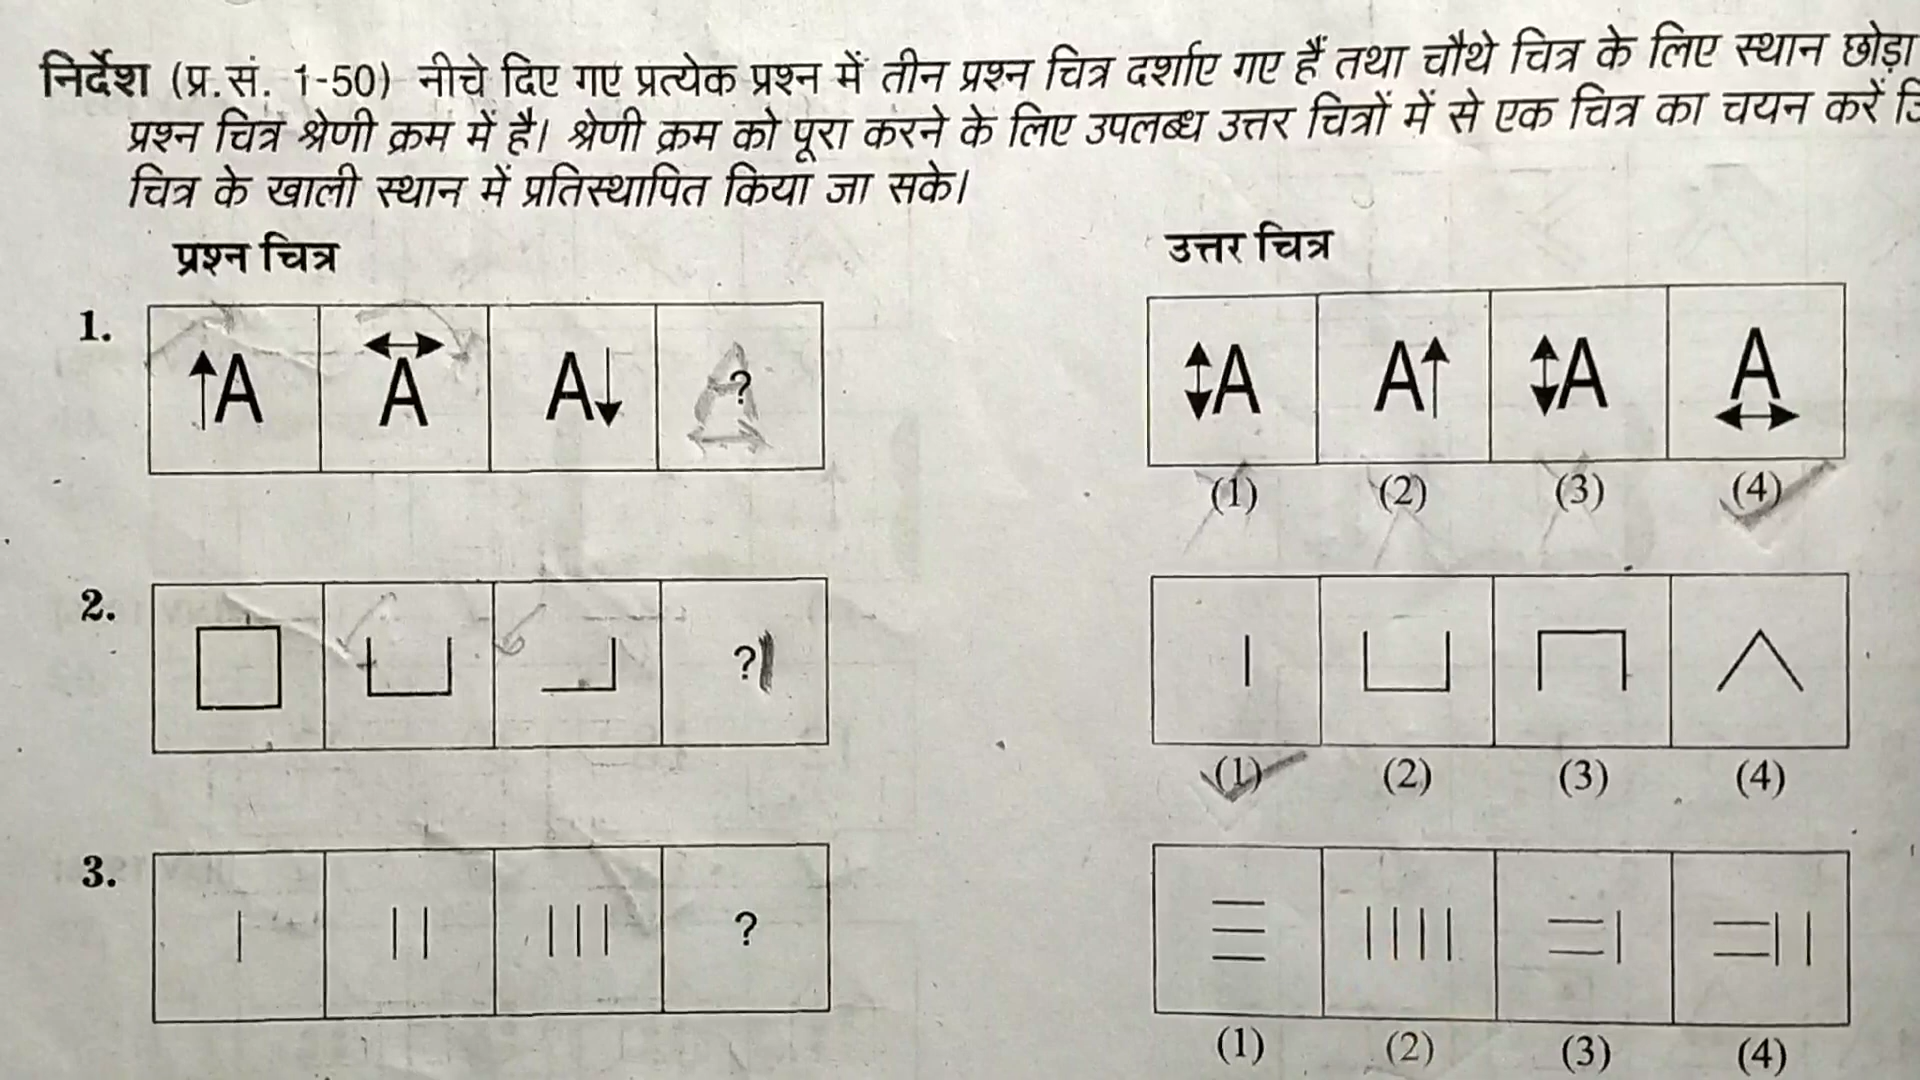 निर्देश (प्र.सं. 1-50) नीचे दिए गए प्रत्येक प्रश्न में तीन प्रश्न चित्र दर्शाए गए हैं तथा चौथे चित्र के लिए स्थान छोड़ा
प्रश्न चित्र श्रेणी क्रम में है। श्रेणी क्रम को पूरा करने के लिए उपलब्ध उत्तर चित्रों में से एक चित्र का चयन करें
चित्र के खाली स्थान में प्रतिस्थापित किया जा सके।
प्रश्न चित्र उत्तर चित्र
1. A A A ? A A A A
(1) (2) (3) (4)
2. ?
(1) (2) (3) (4)
3. ?
(1) (2) (3) (4)